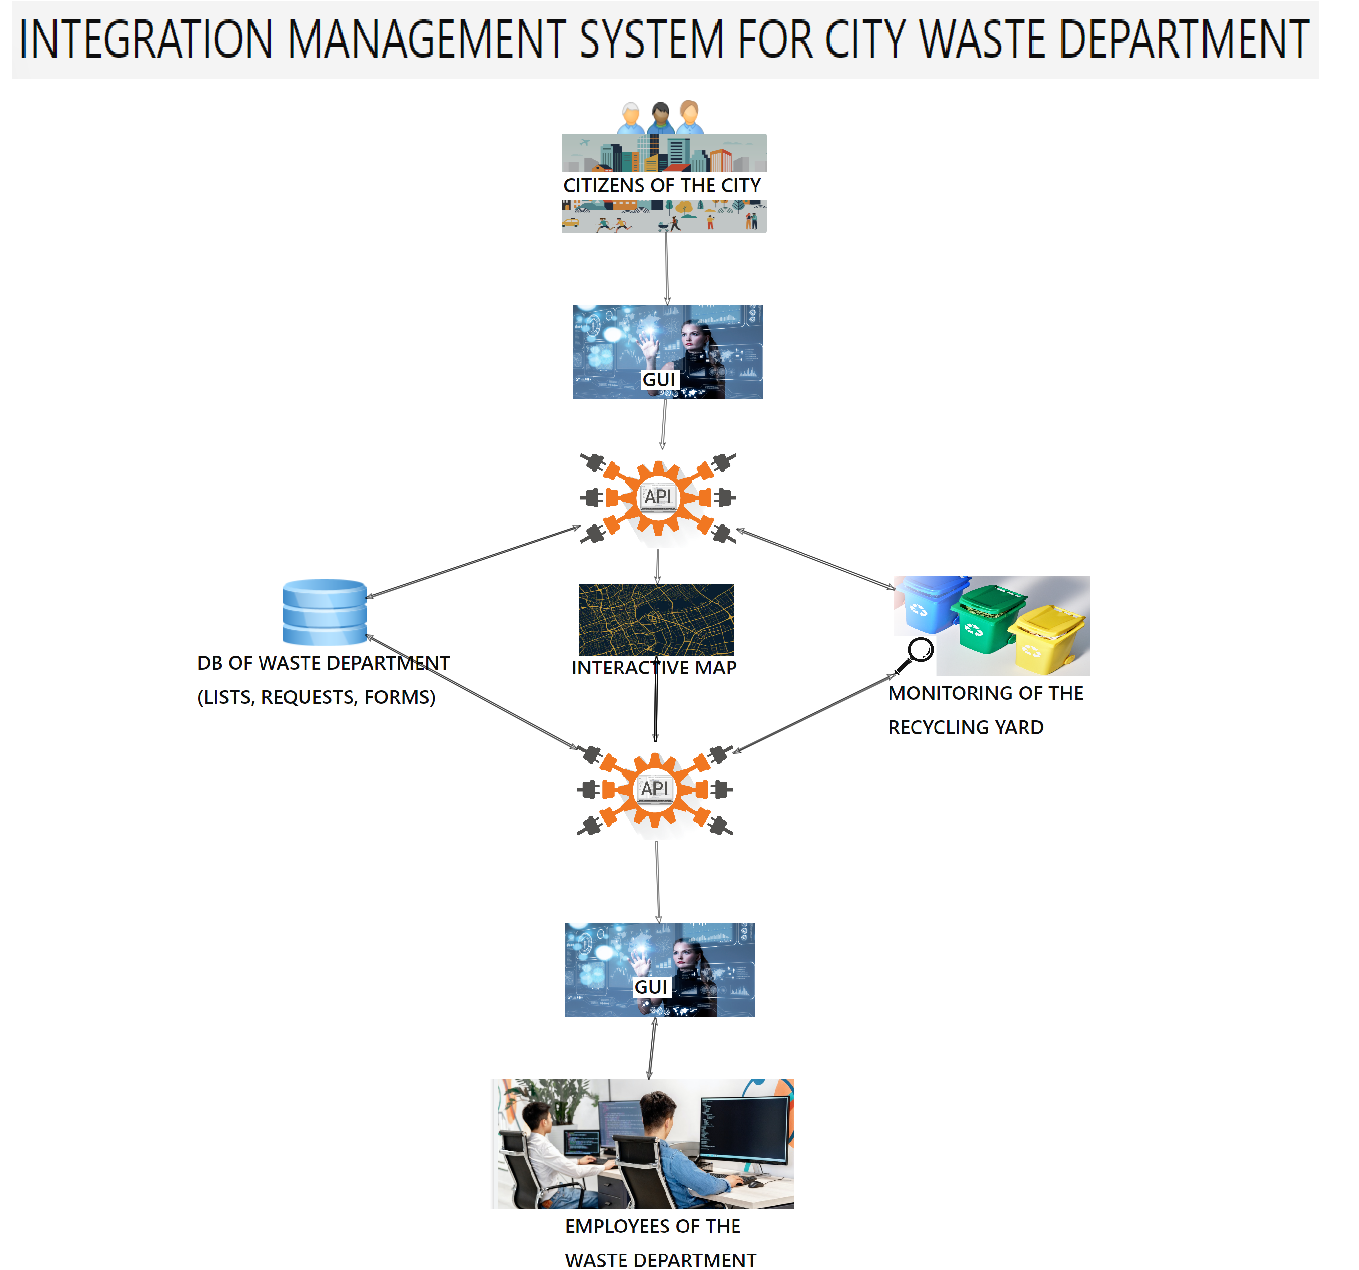 INTEGRATION MANAGEMENT SYSTEM FOR CITY WASTE DEPARTMENT
CITIZENS OF THE CITY
GUI
API
DB OF WASTE DEPARTMENT
(LISTS, REQUESTS, FORMS)
INTERACTIVE MAP
MONITORING OF THE
RECYCLING YARD
API
GUI
EMPLOYEES OF THE
WASTE DEPARTMENT